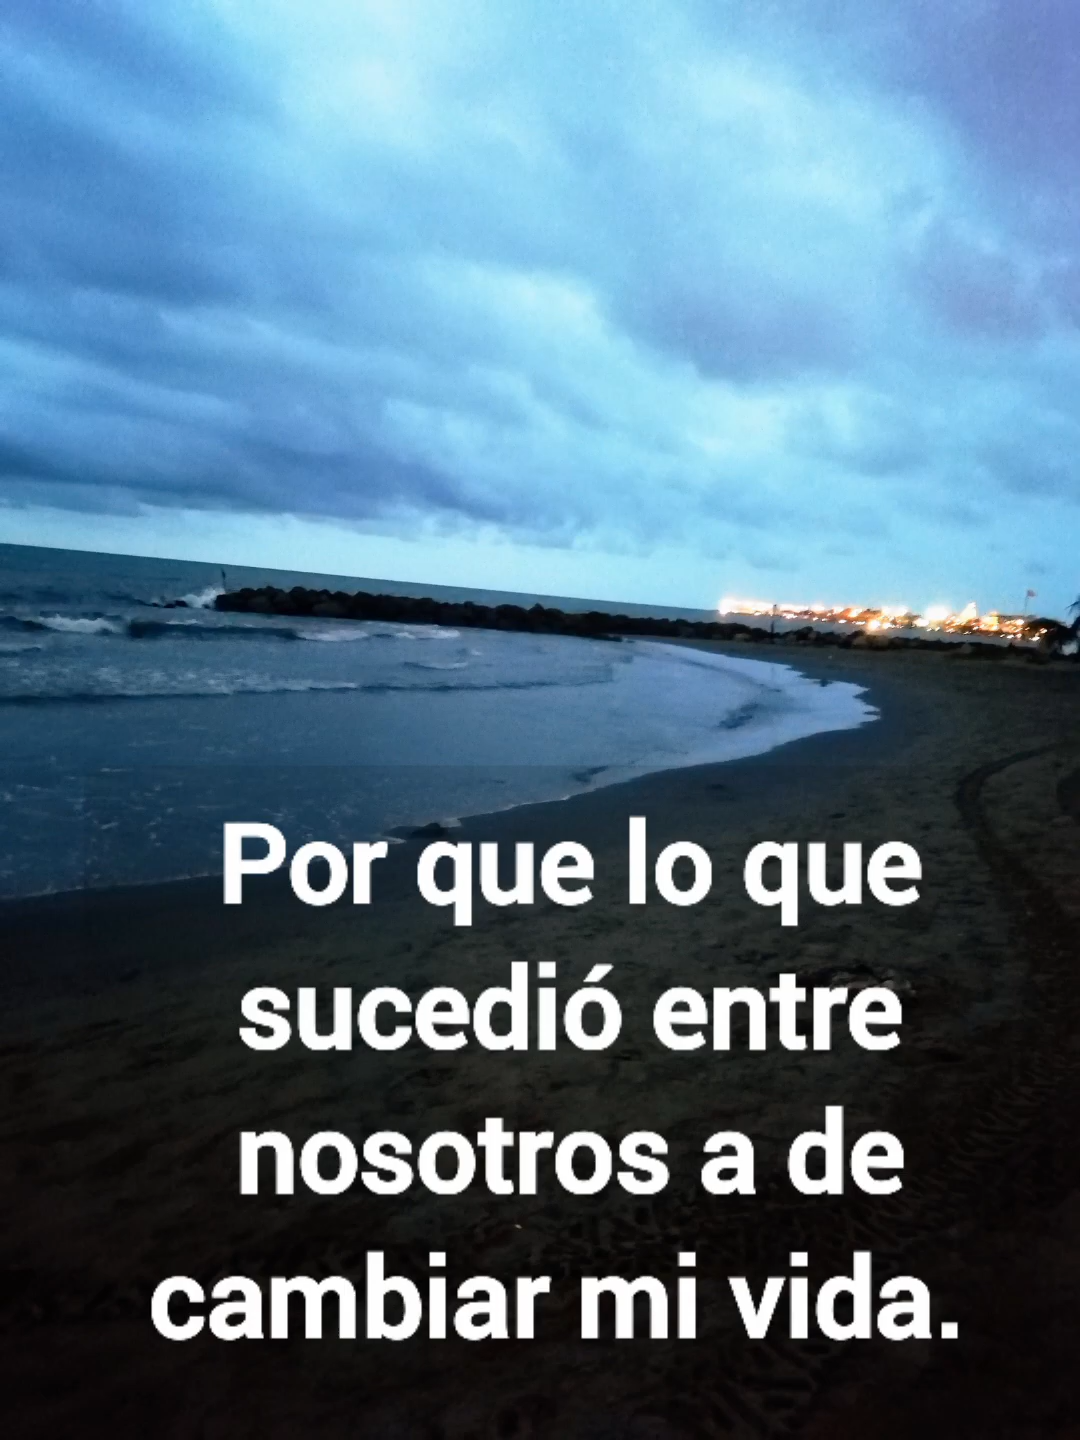 Por que lo que
sucedió entre
nosotros a de
cambiar mi vida.